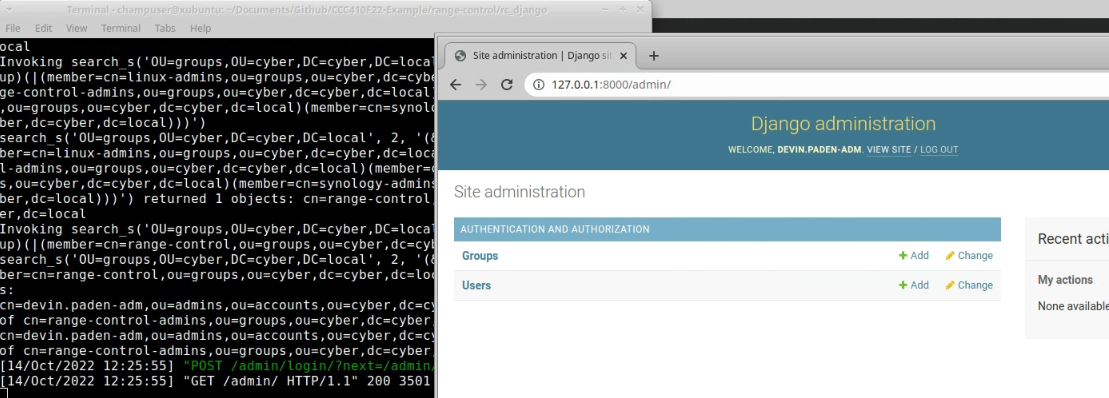 Terminal - champuser@xubuntu: ~/Documents/Github/CCC410F22-Example/range-control/rc_django
File Edit View Terminal Tabs Help
ocal
Invoking search_s('OU=groups,OU=cyber,DC=cyber,DC=local
up)(|(member=cn=linux-admins,ou=groups,ou=cyber,dc=cybe
ge-control-admins,ou=groups,ou=cyber,dc=cyber,dc=local)
,ou=groups,ou=cyber,dc=cyber,dc=local)(member=cn=synolo
ber,dc=cyber,dc=local)))')
search_s('OU=groups,OU=cyber,DC=cyber,DC=local', 2, '(&
ber=cn=linux-admins,ou=groups,ou=cyber,dc=cyber,dc=loca
l-admins,ou=groups,ou=cyber,dc=cyber,dc=local)(member=c
s,ou=cyber,dc=cyber,dc=local)(member=cn=synology-admins
ber,dc=local)))') returned 1 objects: cn=range-control,
er,dc=local
Invoking search_s('OU=groups,OU=cyber,DC=cyber,DC=local
up)(|(member=cn=range-control,ou=groups,ou=cyber,dc=cyb
search_s('OU=groups,OU=cyber,DC=cyber,DC=local', 2, '(&
ber=cn=range-control,ou=groups,ou=cyber,dc=cyber,dc=loc
s:
cn=devin.paden-adm,ou=admins,ou=accounts,ou=cyber,dc=cy
of cn=range-control-admins,ou=groups,ou=cyber,dc=cyber,
cn=devin.paden-adm,ou=admins,ou=accounts,ou=cyber,dc=cy
of cn=range-control-admins,ou=groups,ou=cyber,dc=cyber,
[14/Oct/2022 12:25:55] "POST /admin/login/?next=/admin/
[14/Oct/2022 12:25:55] "GET /admin/ HTTP/1.1" 200 3501
Site administration | Django sit
127.0.0.1:8000/admin/
Django administration
WELCOME, DEVIN.PADEN-ADM. VIEW SITE / LOG OUT
Site administration
AUTHENTICATION AND AUTHORIZATION
Groups Add Change
Users Add Change
Recent acti
My actions
None available